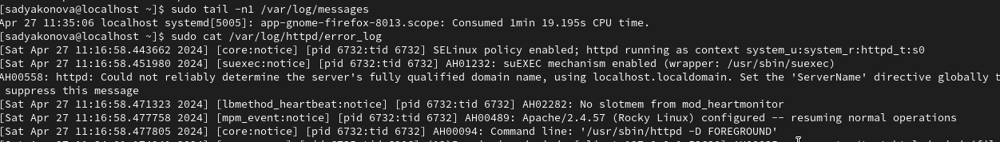 [sadyakonova@localhost ~]$ sudo tail -n1 /var/log/messages
Apr 27 11:35:06 localhost systemd[5005]: app-gnome-firefox-8013.scope: Consumed 1min 19.195s CPU time.
[sadyakonova@localhost ~]$ sudo cat /var/log/httpd/error_log
[Sat Apr 27 11:16:58.443662 2024] [core:notice] [pid 6732:tid 6732] SELinux policy enabled; httpd running as context system_u:system_r:httpd_t:s0
[Sat Apr 27 11:16:58.451980 2024] [suexec:notice] [pid 6732:tid 6732] AH01232: suEXEC mechanism enabled (wrapper: /usr/sbin/suexec)
AH00558: httpd: Could not reliably determine the server's fully qualified domain name, using localhost.localdomain. Set the 'ServerName' directive globally t
suppress this message
[Sat Apr 27 11:16:58.471323 2024] [lbmethod_heartbeat:notice] [pid 6732:tid 6732] AH02282: No slotmem from mod_heartmonitor
[Sat Apr 27 11:16:58.477758 2024] [mpm_event:notice] [pid 6732:tid 6732] AH00489: Apache/2.4.57 (Rocky Linux) configured -- resuming normal operations
[Sat Apr 27 11:16:58.477805 2024] [core:notice] [pid 6732:tid 6732] AH00094: Command line: '/usr/sbin/httpd -D FOREGROUND'